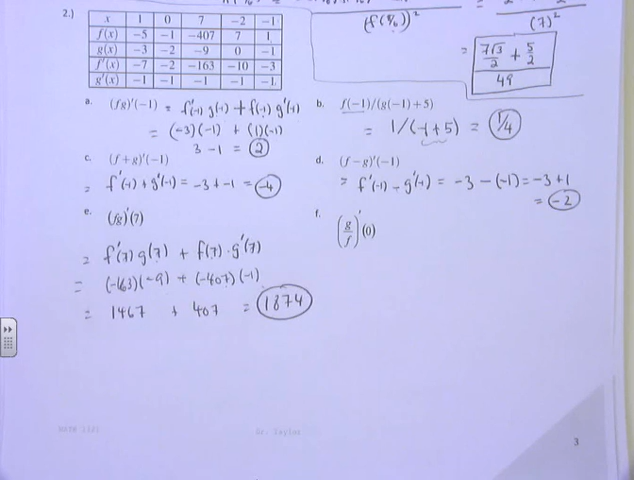 (f(π/6))²
(7)²
=
7√3/2 + 5/2
49
2.)
x 1 0 7 −2 −1
f(x) −5 −1 −407 7 1
g(x) −3 −2 −9 0 −1
f'(x) −7 −2 −163 −10 −3
g'(x) −1 −1 −1 −1 −1
a. (fg)'(−1) = f'(-1) g(-1) + f(-1) g'(-1)
= (-3)(-1) + (1)(-1)
3 - 1 = 2
b. f(−1)/(g(−1)+5)
= 1/(-1+5) = 1/4
c. (f + g)'(−1)
= f'(-1) + g'(-1) = -3 + -1 = -4
d. (f − g)'(−1)
= f'(-1) - g'(-1) = -3 - (-1) = -3 + 1
= -2
e. (fg)'(7)
= f'(7) g(7) + f(7) · g'(7)
= (-163)(-9) + (-407)(-1)
= 1467 + 407 = 1874
f. (g/f)'(0)
Dr. Taylor
3